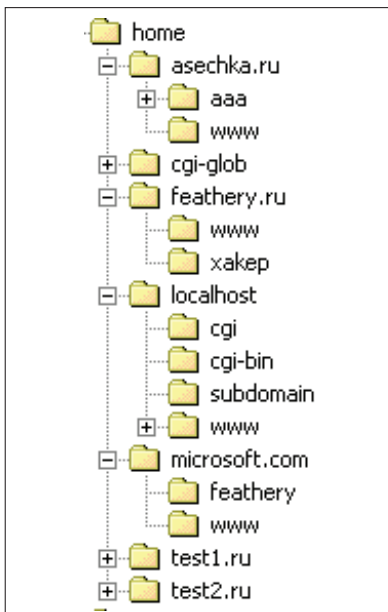 home
asechka.ru
aaa
www
cgi-glob
feathery.ru
www
xakep
localhost
cgi
cgi-bin
subdomain
www
microsoft.com
feathery
www
test1.ru
test2.ru